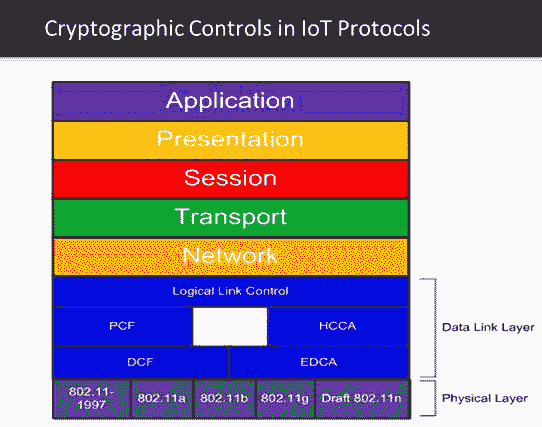 Cryptographic Controls in IoT Protocols
Application
Presentation
Session
Transport
Network
Logical Link Control
PCF
HCCA
Data Link Layer
DCF
EDCA
802.11-
1997
802.11a
802.11b
802.11g
Draft 802.11n
Physical Layer